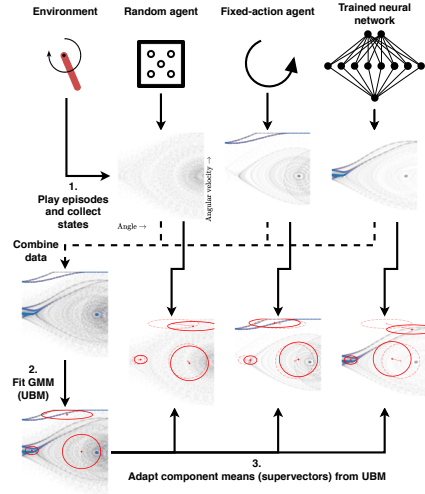 Environment
Random agent
Fixed-action agent
Trained neural
network
1.
Play episodes
and collect
states
Angular velocity →
Angle →
Combine
data
2.
Fit GMM
(UBM)
3.
Adapt component means (supervectors) from UBM